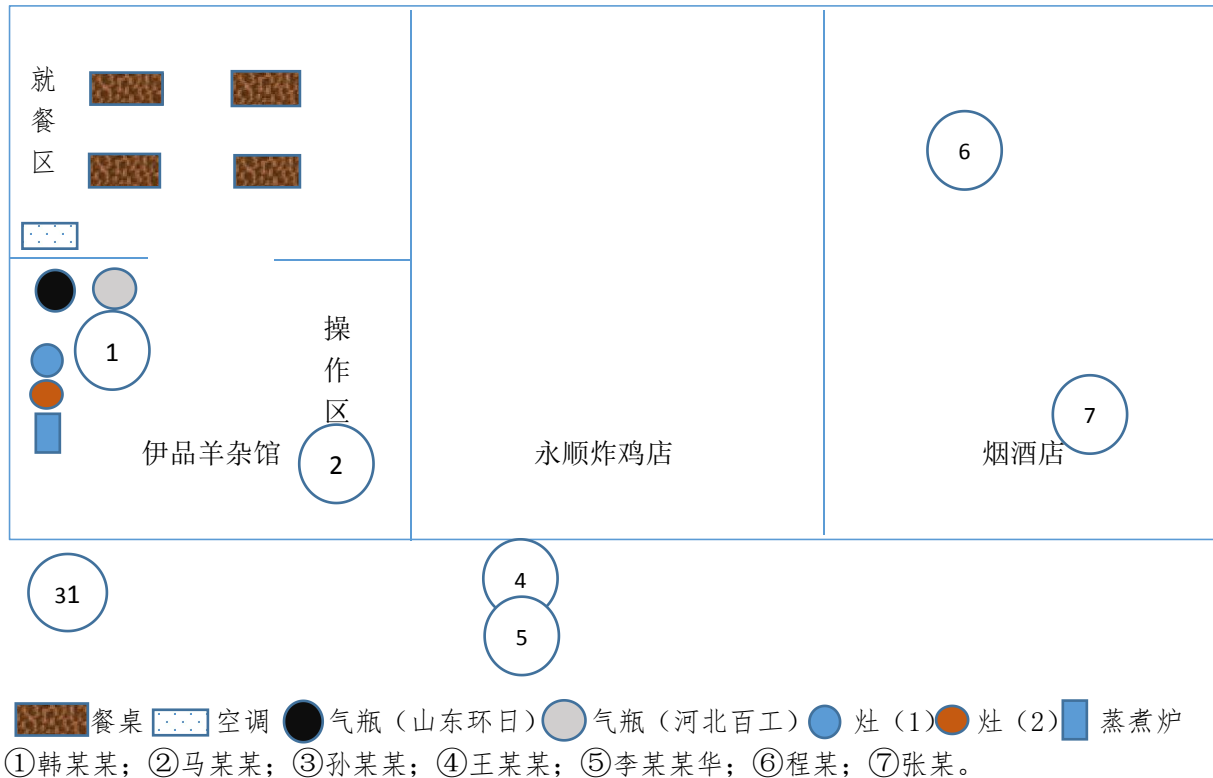 就餐区
6
1
操作区
7
伊品羊杂馆
2
永顺炸鸡店
烟酒店
31
4
5
餐桌 空调 气瓶（山东环日） 气瓶（河北百工） 灶（1） 灶（2） 蒸煮炉
①韩某某；②马某某；③孙某某；④王某某；⑤李某某华；⑥程某；⑦张某。